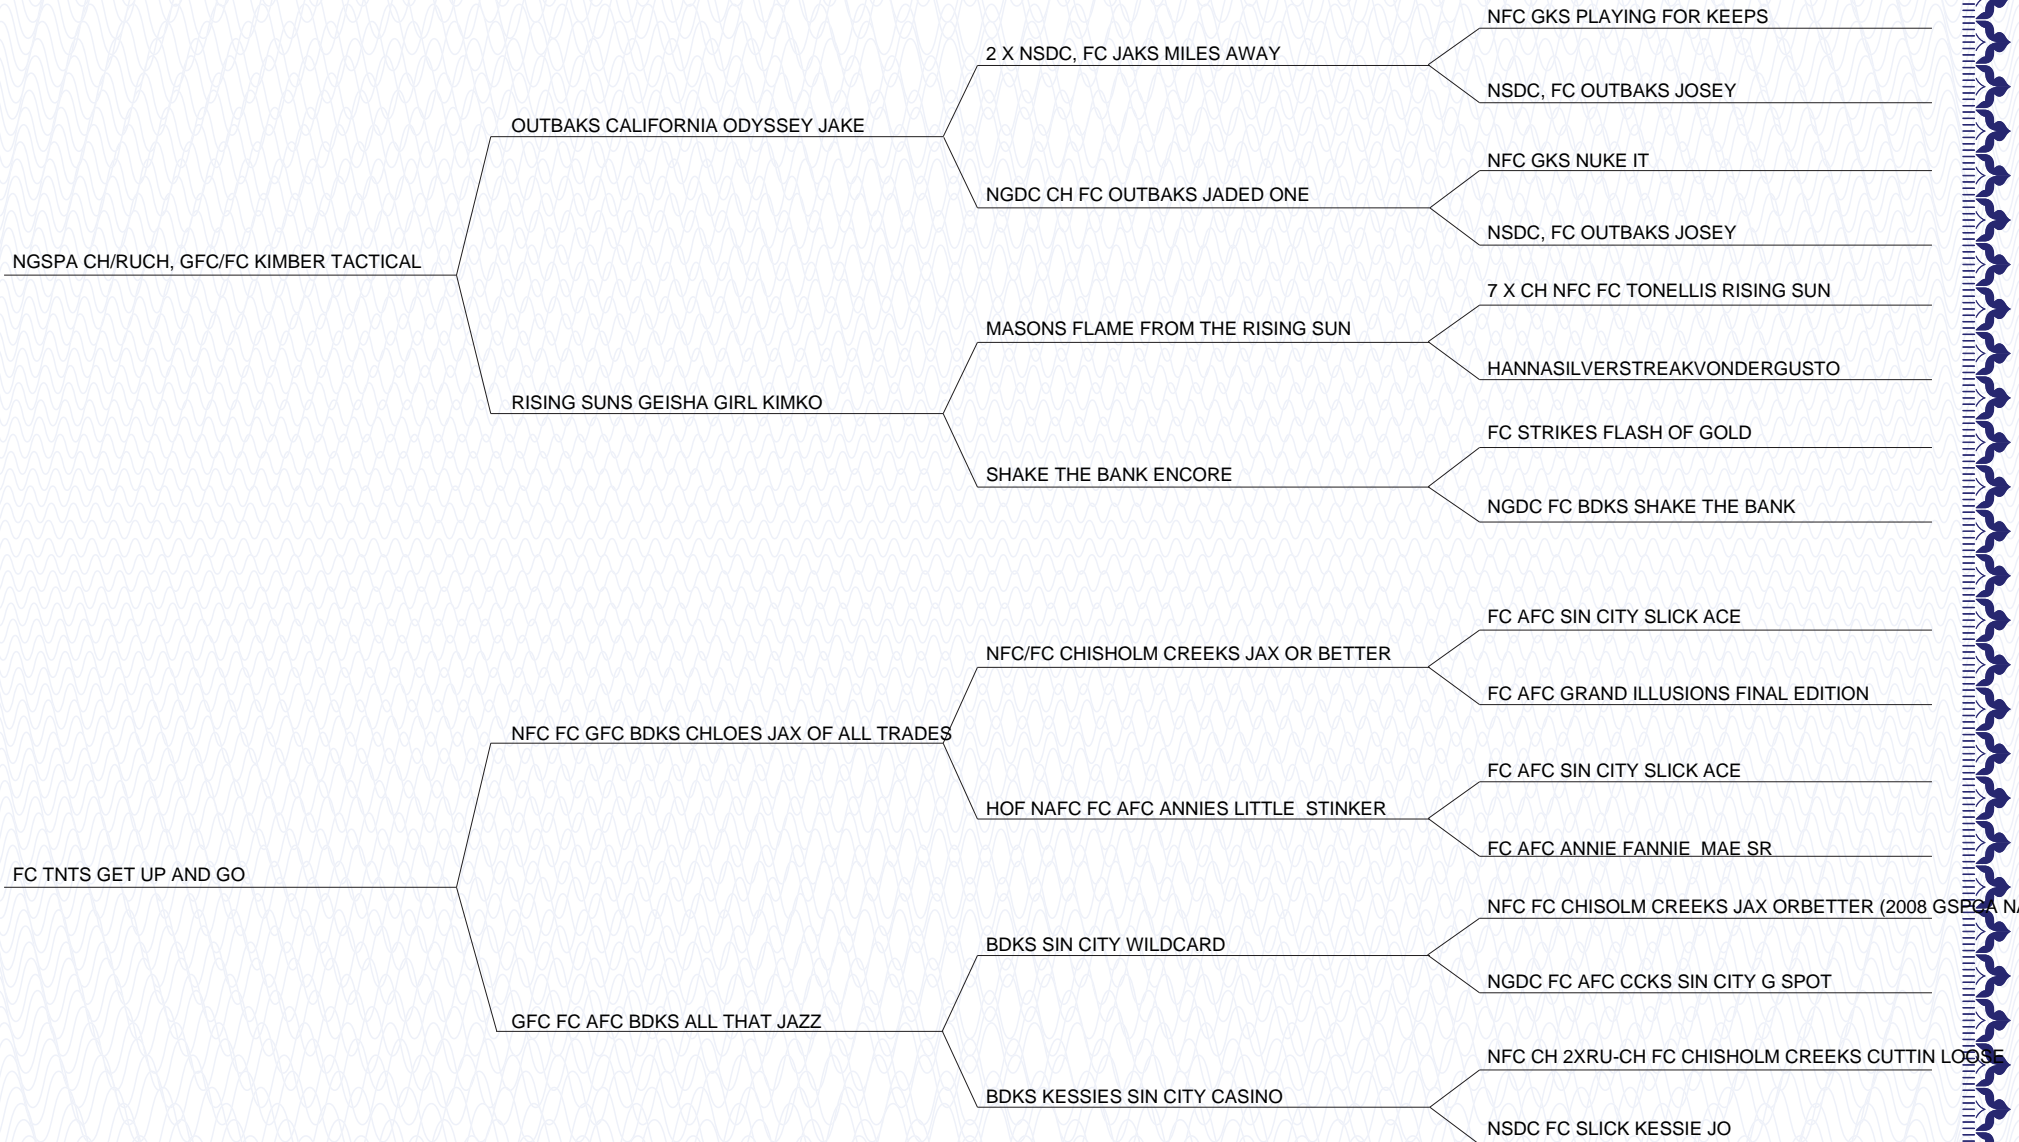 NFC GKS PLAYING FOR KEEPS
2 X NSDC, FC JAKS MILES AWAY
NSDC, FC OUTBAKS JOSEY
OUTBAKS CALIFORNIA ODYSSEY JAKE
NFC GKS NUKE IT
NGDC CH FC OUTBAKS JADED ONE
NSDC, FC OUTBAKS JOSEY
NGSPA CH/RUCH, GFC/FC KIMBER TACTICAL
7 X CH NFC FC TONELLIS RISING SUN
MASONS FLAME FROM THE RISING SUN
HANNASILVERSTREAKVONDERGUSTO
RISING SUNS GEISHA GIRL KIMKO
FC STRIKES FLASH OF GOLD
SHAKE THE BANK ENCORE
NGDC FC BDKS SHAKE THE BANK
FC AFC SIN CITY SLICK ACE
NFC/FC CHISHOLM CREEKS JAX OR BETTER
FC AFC GRAND ILLUSIONS FINAL EDITION
NFC FC GFC BDKS CHLOES JAX OF ALL TRADES
FC AFC SIN CITY SLICK ACE
HOF NAFC FC AFC ANNIES LITTLE  STINKER
FC AFC ANNIE FANNIE  MAE SR
FC TNTS GET UP AND GO
NFC FC CHISOLM CREEKS JAX ORBETTER (2008 GSPCA NA
BDKS SIN CITY WILDCARD
NGDC FC AFC CCKS SIN CITY G SPOT
GFC FC AFC BDKS ALL THAT JAZZ
NFC CH 2XRU-CH FC CHISHOLM CREEKS CUTTIN LOOSE
BDKS KESSIES SIN CITY CASINO
NSDC FC SLICK KESSIE JO